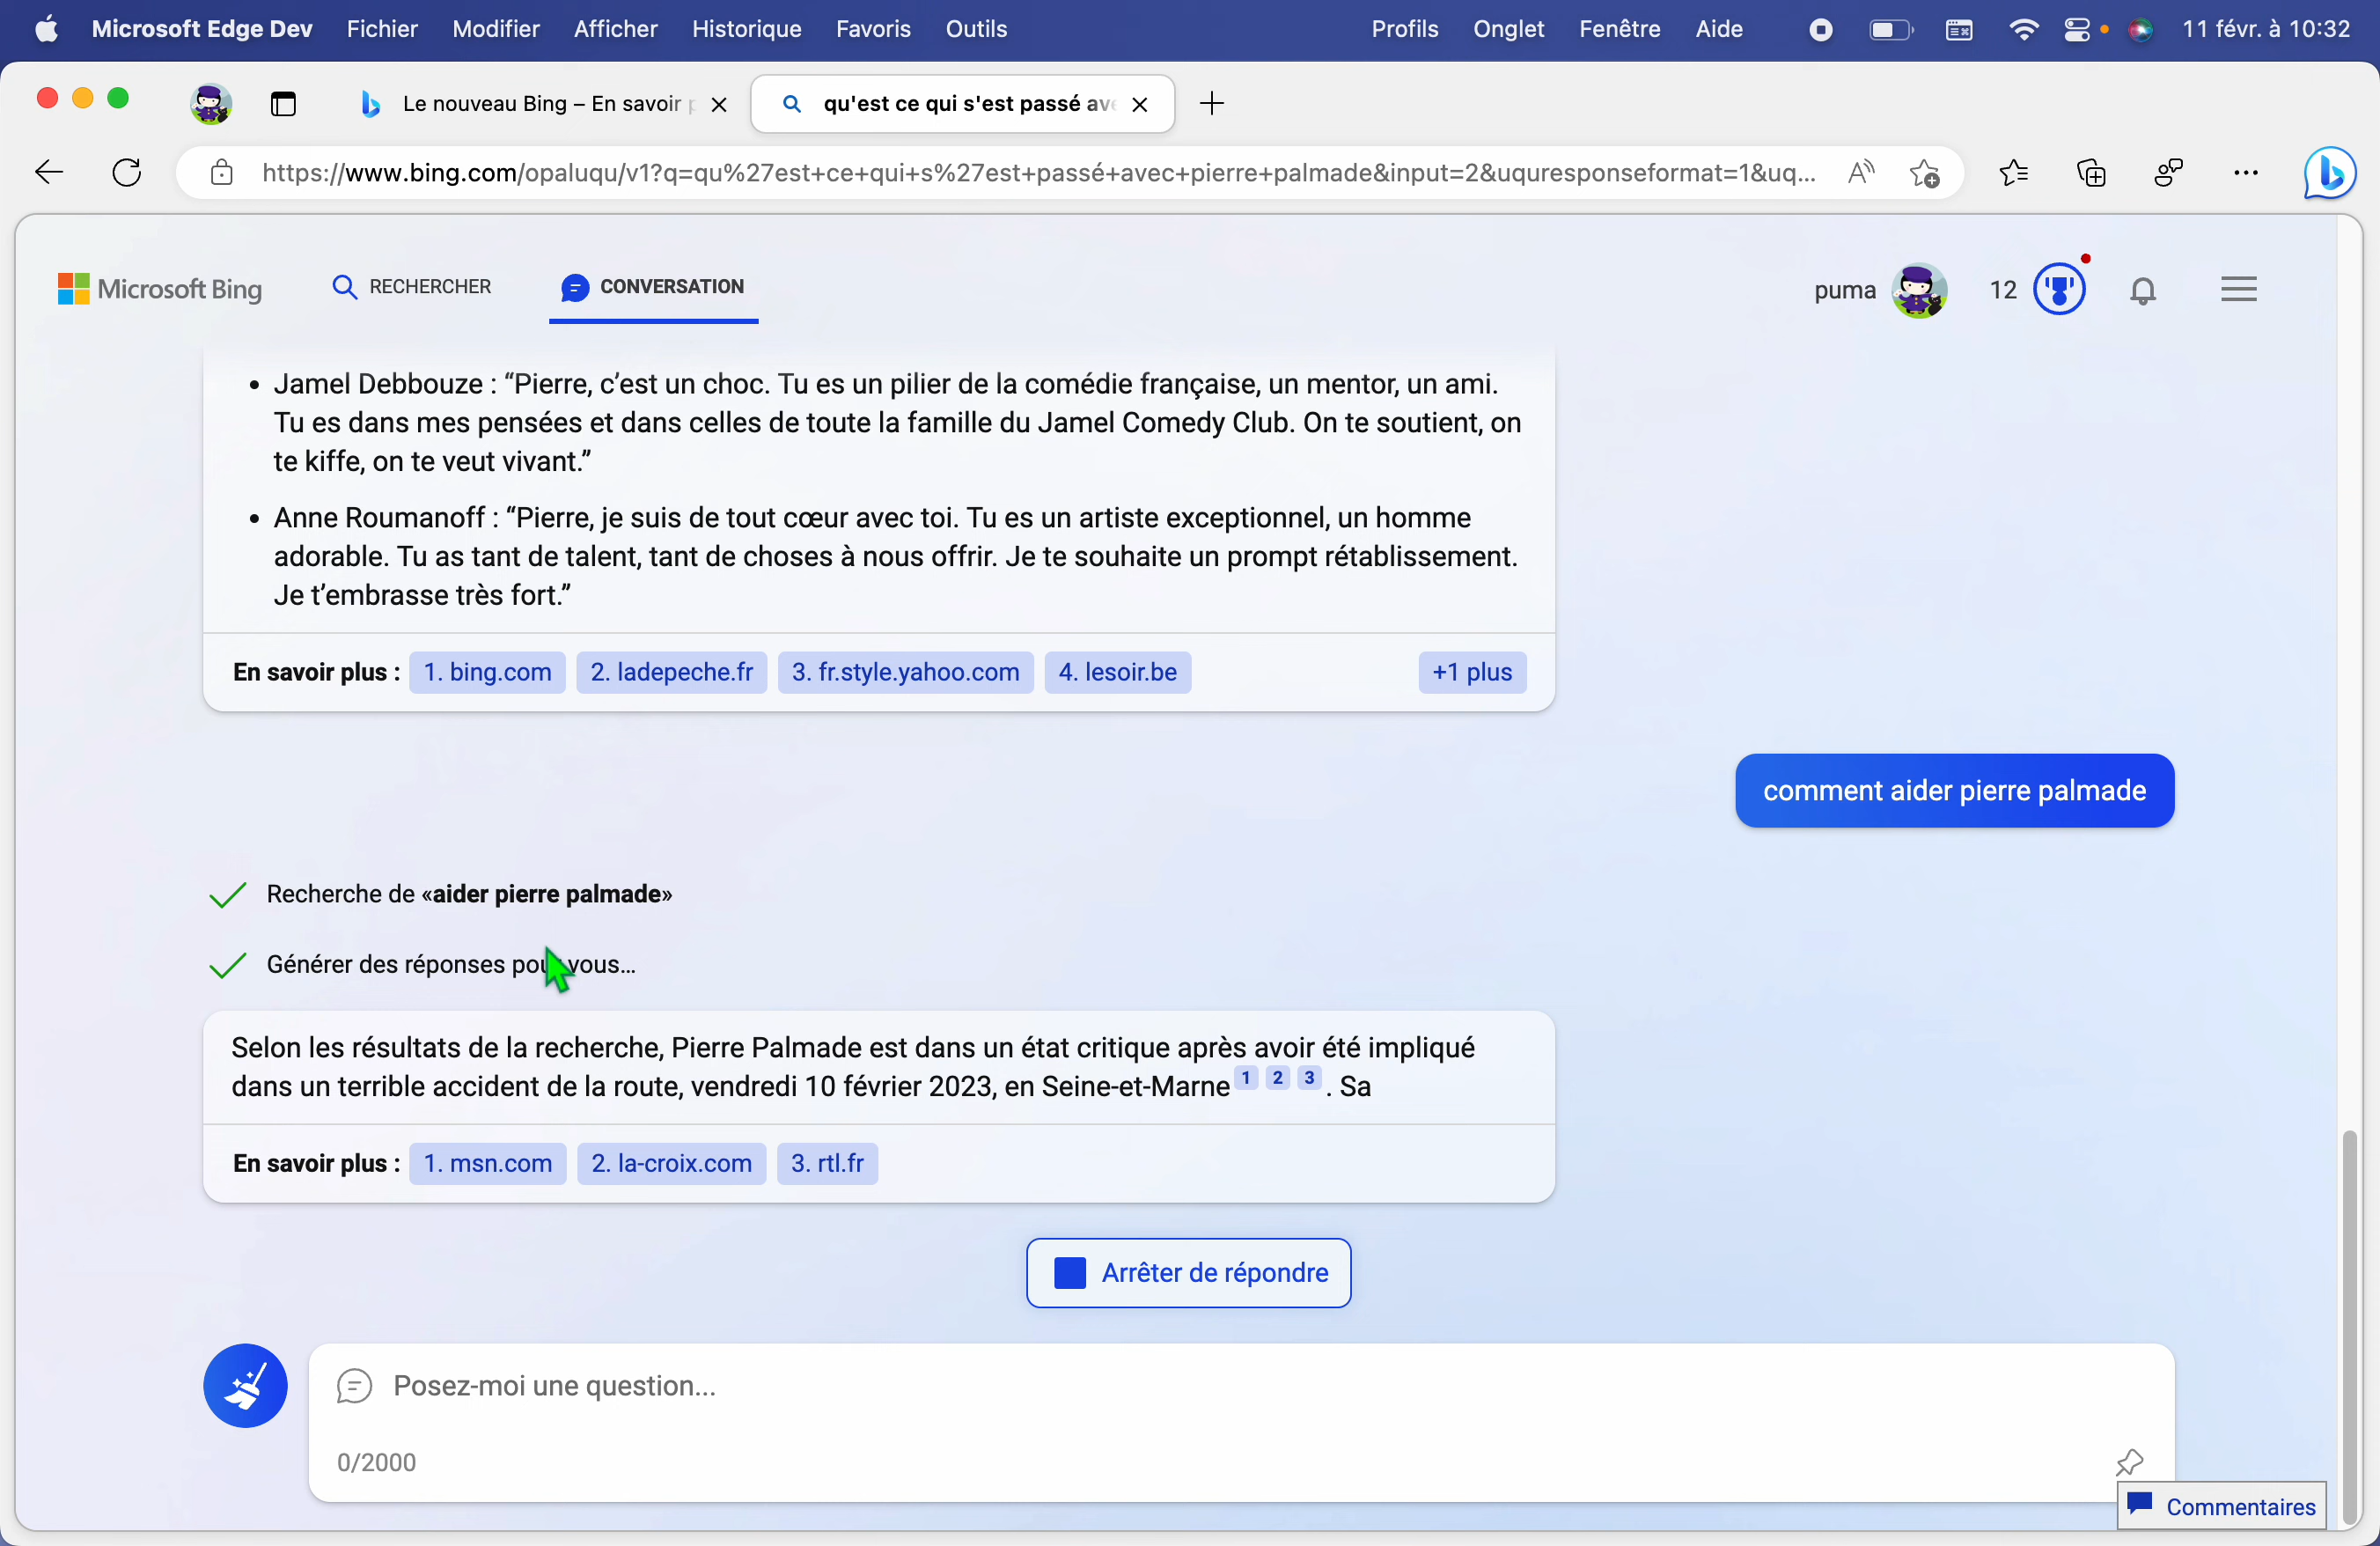 Microsoft Edge Dev Fichier Modifier Afficher Historique Favoris Outils Profils Onglet Fenêtre Aide 11 févr. à 10:32
Le nouveau Bing – En savoir qu'est ce qui s'est passé
https://www.bing.com/opaluqu/v1?q=qu%27est+ce+qui+s%27est+passé+avec+pierre+palmade&input=2&uquresponseformat=1&uq...
Microsoft Bing RECHERCHER CONVERSATION puma 12
• Jamel Debbouze : “Pierre, c’est un choc. Tu es un pilier de la comédie française, un mentor, un ami.
Tu es dans mes pensées et dans celles de toute la famille du Jamel Comedy Club. On te soutient, on
te kiffe, on te veut vivant.”
• Anne Roumanoff : “Pierre, je suis de tout cœur avec toi. Tu es un artiste exceptionnel, un homme
adorable. Tu as tant de talent, tant de choses à nous offrir. Je te souhaite un prompt rétablissement.
Je t’embrasse très fort.”
En savoir plus : 1. bing.com 2. ladepeche.fr 3. fr.style.yahoo.com 4. lesoir.be +1 plus
comment aider pierre palmade
Recherche de «aider pierre palmade»
Générer des réponses pour vous...
Selon les résultats de la recherche, Pierre Palmade est dans un état critique après avoir été impliqué
dans un terrible accident de la route, vendredi 10 février 2023, en Seine-et-Marne 1 2 3 . Sa
En savoir plus : 1. msn.com 2. la-croix.com 3. rtl.fr
Arrêter de répondre
Posez-moi une question...
0/2000
Commentaires